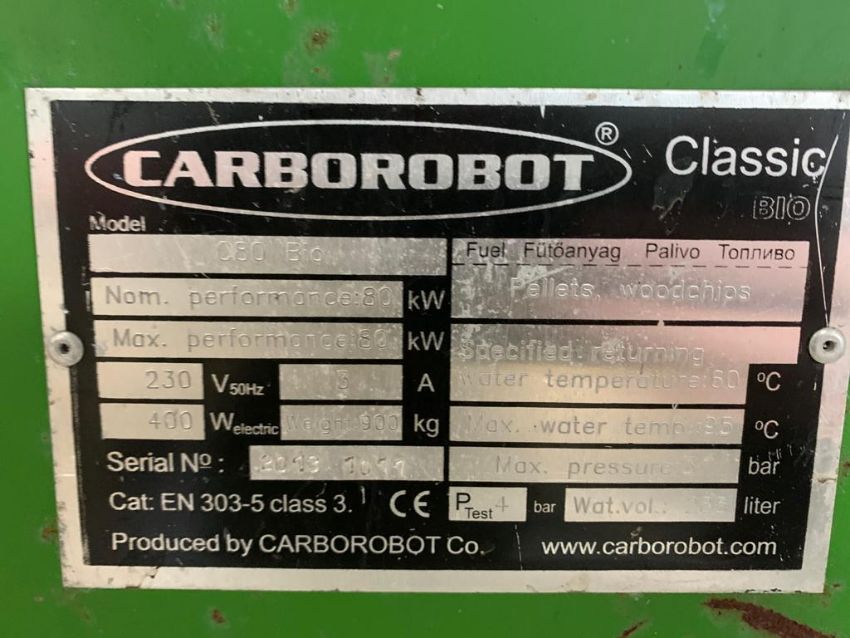 CARBOROBOT ® Classic
BIO
Model
C80 Bio
Fuel Fűtőanyag Palivo Топливо
Nom. performance:80 kW
Pellets, woodchips
Max. performance:80 kW
Specified returning
230 V50Hz 3 A
Water temperature:60 ºC
400 Welectric Weight:900 kg
Max. water temp.:95 ºC
Serial Nº:
Max. pressure: bar
Cat: EN 303-5 class 3. CE
PTest 4 bar Wat.vol.: liter
Produced by CARBOROBOT Co. www.carborobot.com